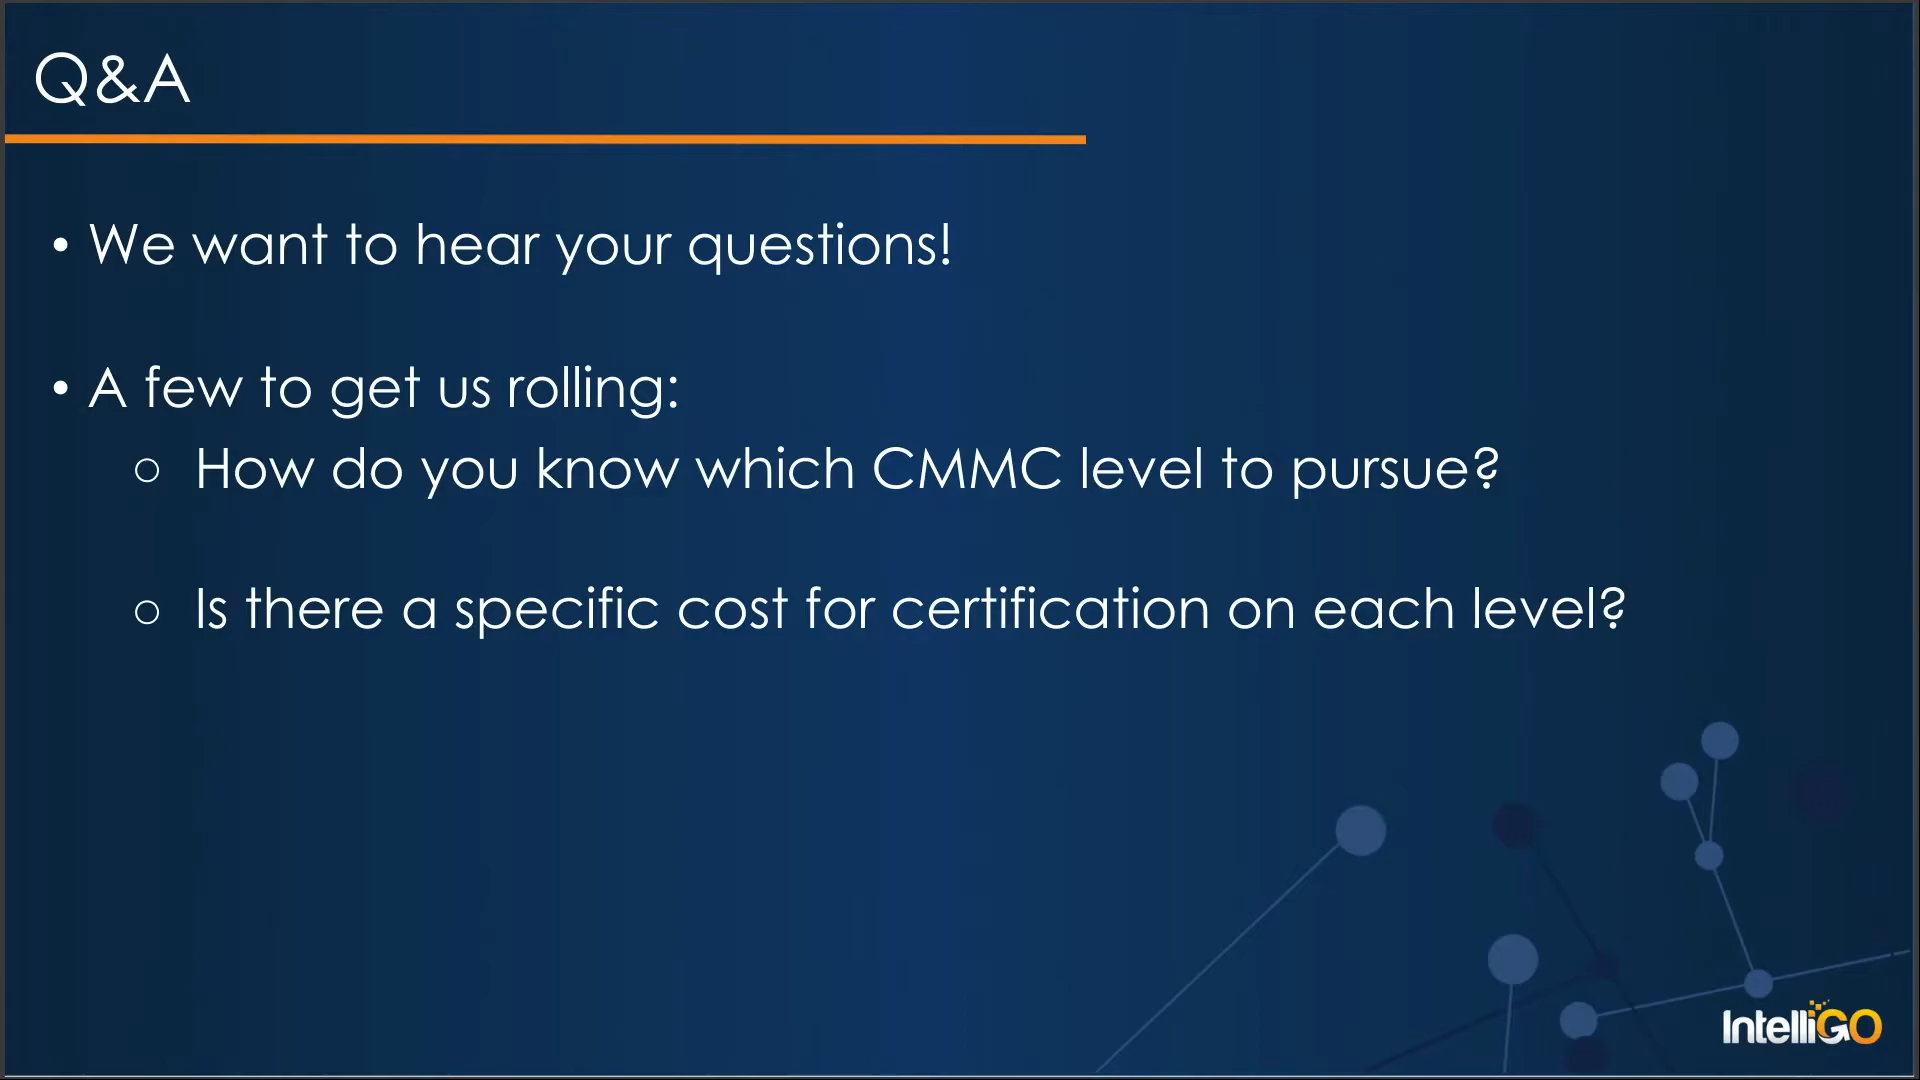 Q&A
• We want to hear your questions!
• A few to get us rolling:
○ How do you know which CMMC level to pursue?
○ Is there a specific cost for certification on each level?
IntelliGO